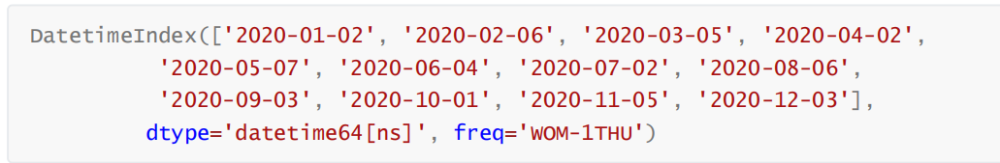 DatetimeIndex(['2020-01-02', '2020-02-06', '2020-03-05', '2020-04-02',
'2020-05-07', '2020-06-04', '2020-07-02', '2020-08-06',
'2020-09-03', '2020-10-01', '2020-11-05', '2020-12-03'],
dtype='datetime64[ns]', freq='WOM-1THU')